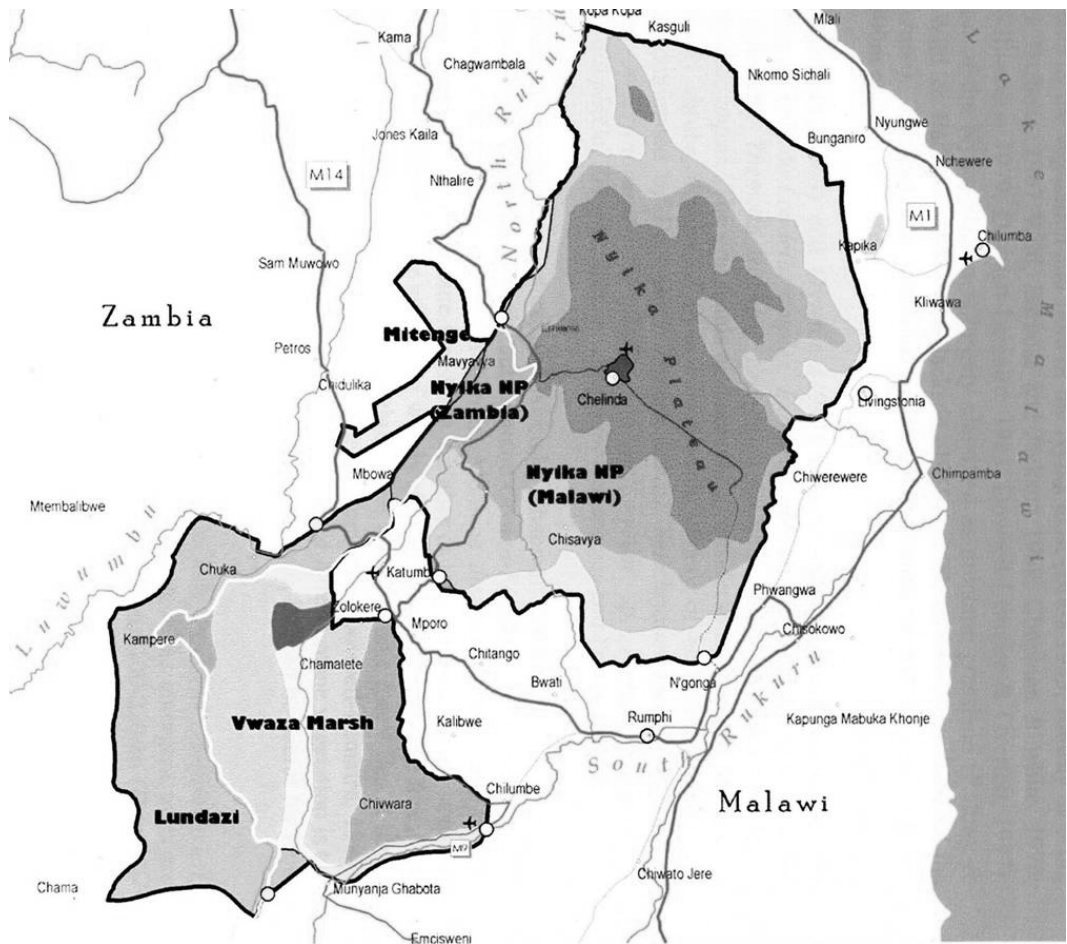 Kopa Kopa
Kasguli
Mlali
Kama
Chagwambala
Nkomo Sichali
Nyungwe
Bunganiro
Jones Kaila
Nchewere
M14
Nthalire
North Rukuru
Lake Malawi
M1
Kapika
Chilumba
Sam Muwowo
Kliwawa
Zambia
Mitenge
Petros
Mavyavya
Nyika Plateau
Chidulika
Nyika NP
(Zambia)
Chelinda
Livingstonia
Mbowa
Nyika NP
(Malawi)
Chiwerewere
Chimpamba
Mtembalibwe
Luwumbu
Chisavya
Chuka
Katumbi
Phwangwa
Zolokere
Mporo
Chisokowo
Kampere
Chamatete
Chitango
N'gonga
Bwati
Vwaza Marsh
Kalibwe
Rumphi
South Rukuru
Kapunga Mabuka Khonje
Lundazi
Chivwara
Chilumbe
Malawi
M9
Chama
Munyanja Ghabota
Chiwato Jere
Emcisweni